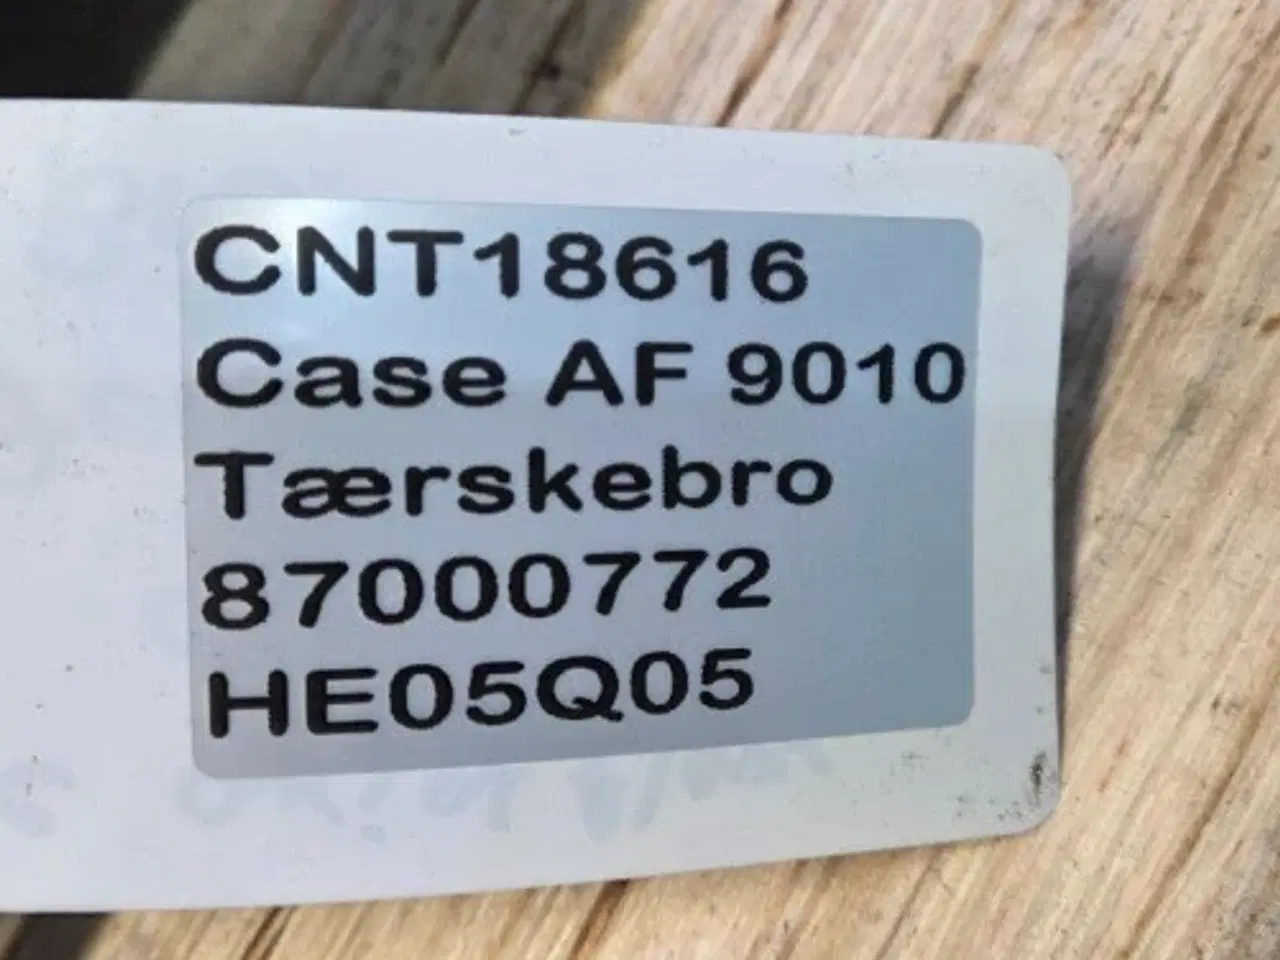 CNT18616
Case AF 9010
Tærskebro
87000772
HE05Q05